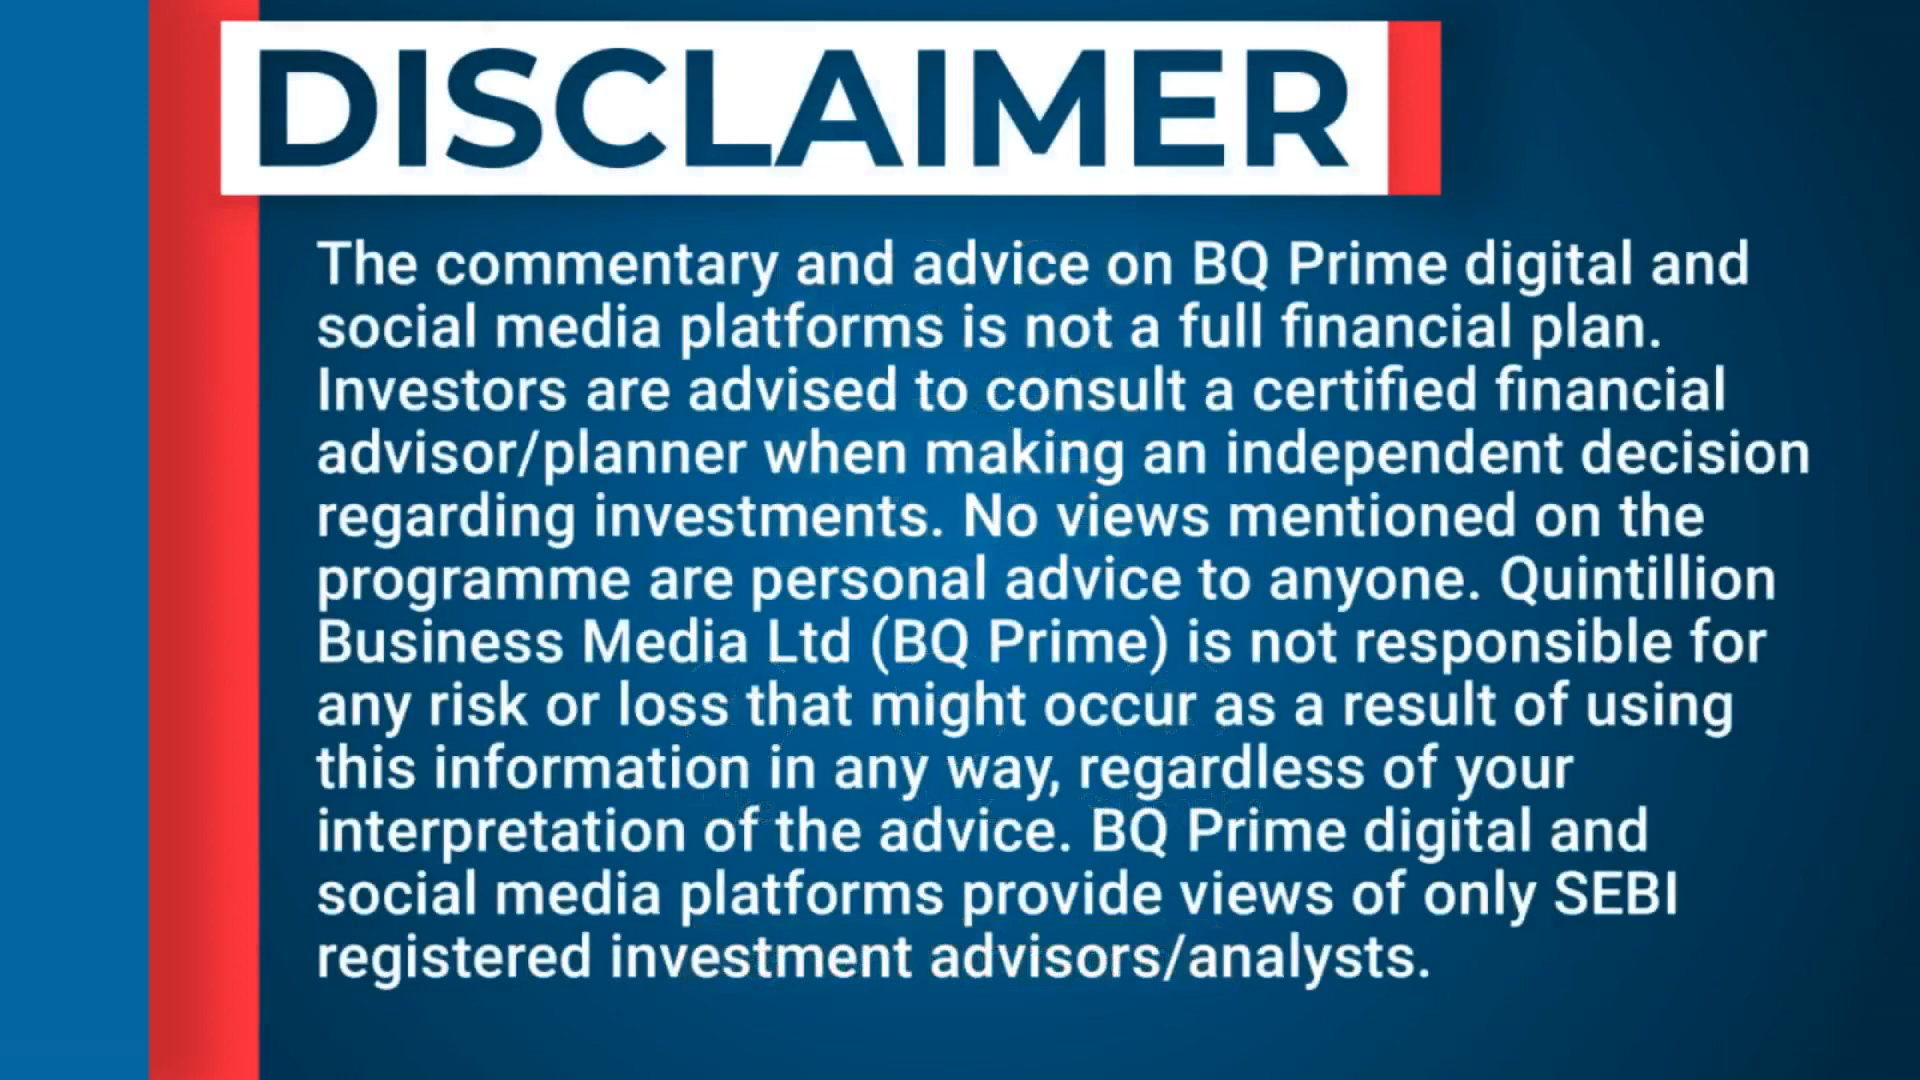 DISCLAIMER
The commentary and advice on BQ Prime digital and
social media platforms is not a full financial plan.
Investors are advised to consult a certified financial
advisor/planner when making an independent decision
regarding investments. No views mentioned on the
programme are personal advice to anyone. Quintillion
Business Media Ltd (BQ Prime) is not responsible for
any risk or loss that might occur as a result of using
this information in any way, regardless of your
interpretation of the advice. BQ Prime digital and
social media platforms provide views of only SEBI
registered investment advisors/analysts.